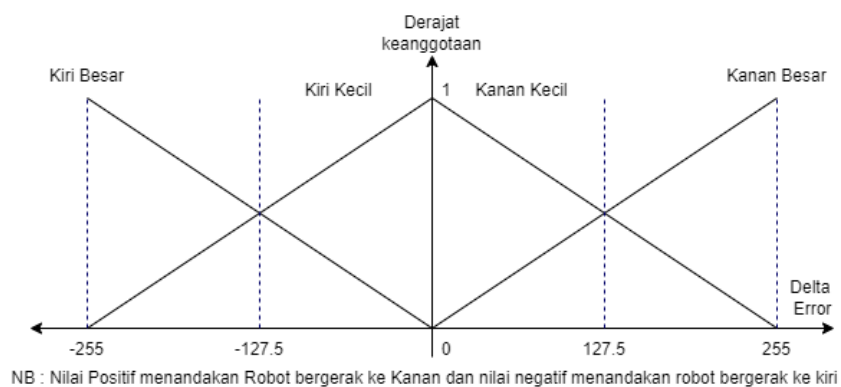 Derajat
keanggotaan
Kiri Besar
Kiri Kecil
1
Kanan Kecil
Kanan Besar
Delta
Error
-255
-127.5
0
127.5
255
NB : Nilai Positif menandakan Robot bergerak ke Kanan dan nilai negatif menandakan robot bergerak ke kiri